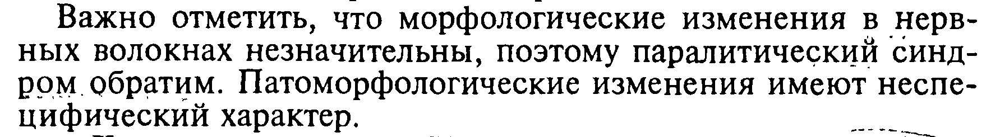 Важно отметить, что морфологические изменения в нерв-
ных волокнах незначительны, поэтому паралитический синд-
ром обратим. Патоморфологические изменения имеют неспе-
цифический характер.